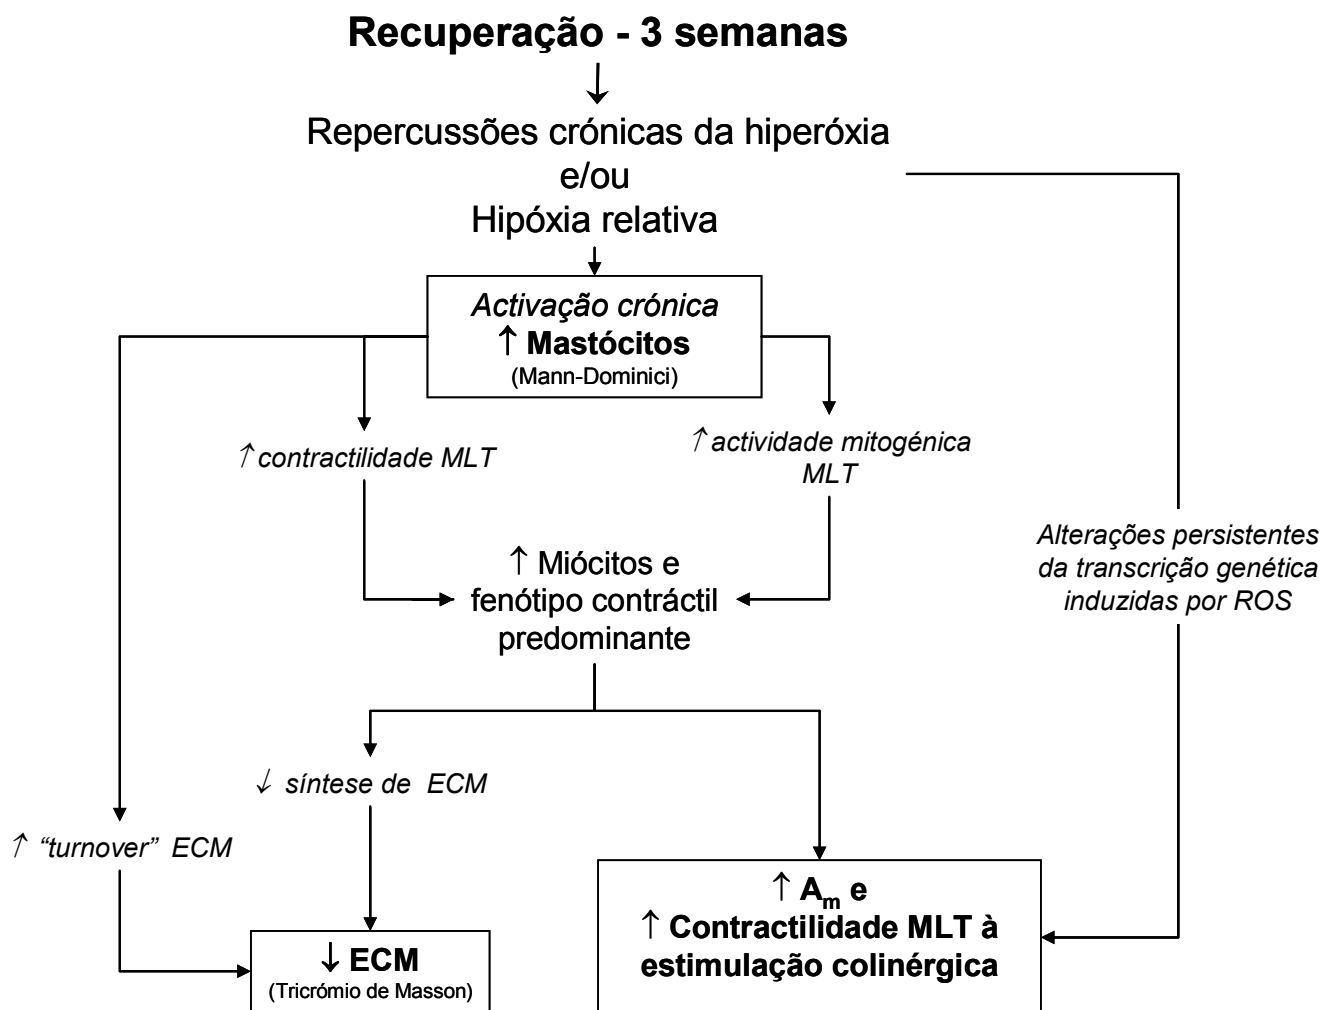 Recuperação - 3 semanas
Repercussões crónicas da hiperóxia
e/ou
Hipóxia relativa
Activação crónica
↑ Mastócitos
(Mann-Dominici)
↑ contractilidade MLT
↑ actividade mitogénica
MLT
↑ Miócitos e
fenótipo contráctil
predominante
Alterações persistentes
da transcrição genética
induzidas por ROS
↓ síntese de ECM
↑ “turnover” ECM
↑ Am e
↑ Contractilidade MLT à
estimulação colinérgica
↓ ECM
(Tricrómio de Masson)